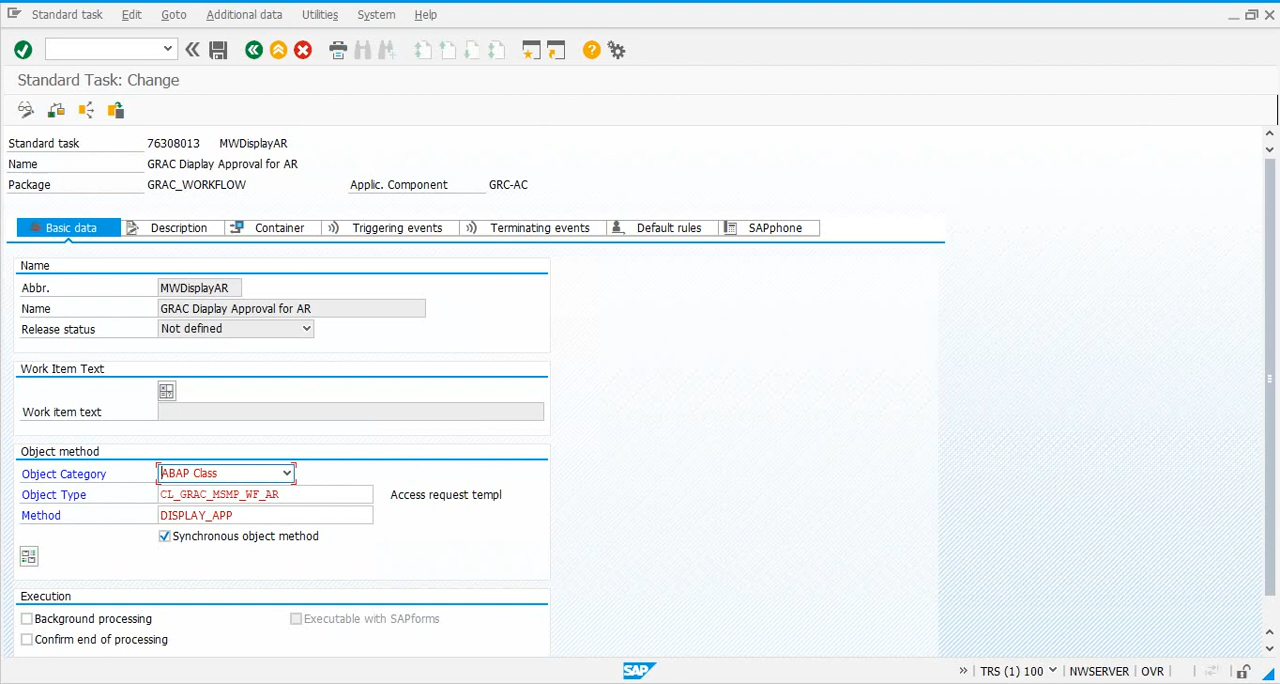 Standard task Edit Goto Additional data Utilities System Help
Standard Task: Change
Standard task 76308013 MWDisplayAR
Name GRAC Diaplay Approval for AR
Package GRAC_WORKFLOW Applic. Component GRC-AC
Basic data Description Container Triggering events Terminating events Default rules SAPphone
Name
Abbr. MWDisplayAR
Name GRAC Diaplay Approval for AR
Release status Not defined
Work Item Text
Work item text
Object method
Object Category ABAP Class
Object Type CL_GRAC_MSMP_WF_AR Access request templ
Method DISPLAY_APP
Synchronous object method
Execution
Background processing Executable with SAPforms
Confirm end of processing
SAP TRS (1) 100 NWSERVER OVR